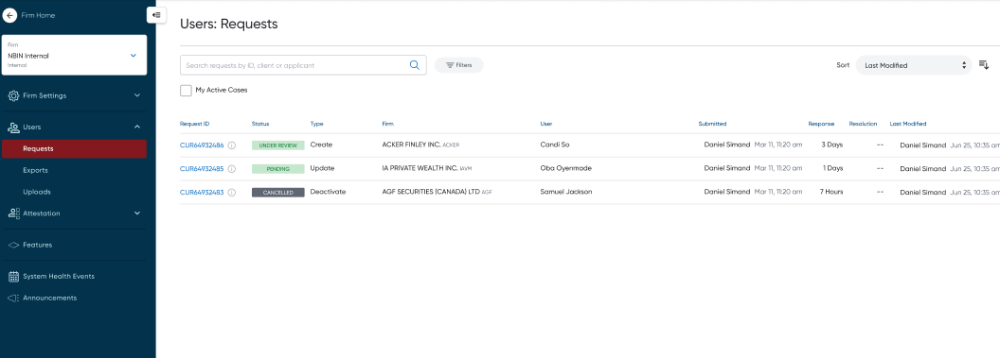 Firm Home
Firm
NBIN Internal
Internal
Firm Settings
Users
Requests
Exports
Uploads
Attestation
Features
System Health Events
Announcements
Users: Requests
Search requests by ID, client or applicant
Filters
Sort Last Modified
My Active Cases
Request ID Status Type Firm User Submitted Response Resolution Last Modified
CUR64932486 UNDER REVIEW Create ACKER FINLEY INC. ACKER Candi So Daniel Simand Mar 11, 11:20 am 3 Days -- Daniel Simand Jun 25, 10:35 am
CUR64932485 PENDING Update IA PRIVATE WEALTH INC. IAVM Oba Oyenmade Daniel Simand Mar 11, 11:20 am 1 Days -- Daniel Simand Jun 25, 10:35 am
CUR64932483 CANCELLED Deactivate AGF SECURITIES (CANADA) LTD AGF Samuel Jackson Daniel Simand Mar 11, 11:20 am 7 Hours -- Daniel Simand Jun 25, 10:35 am